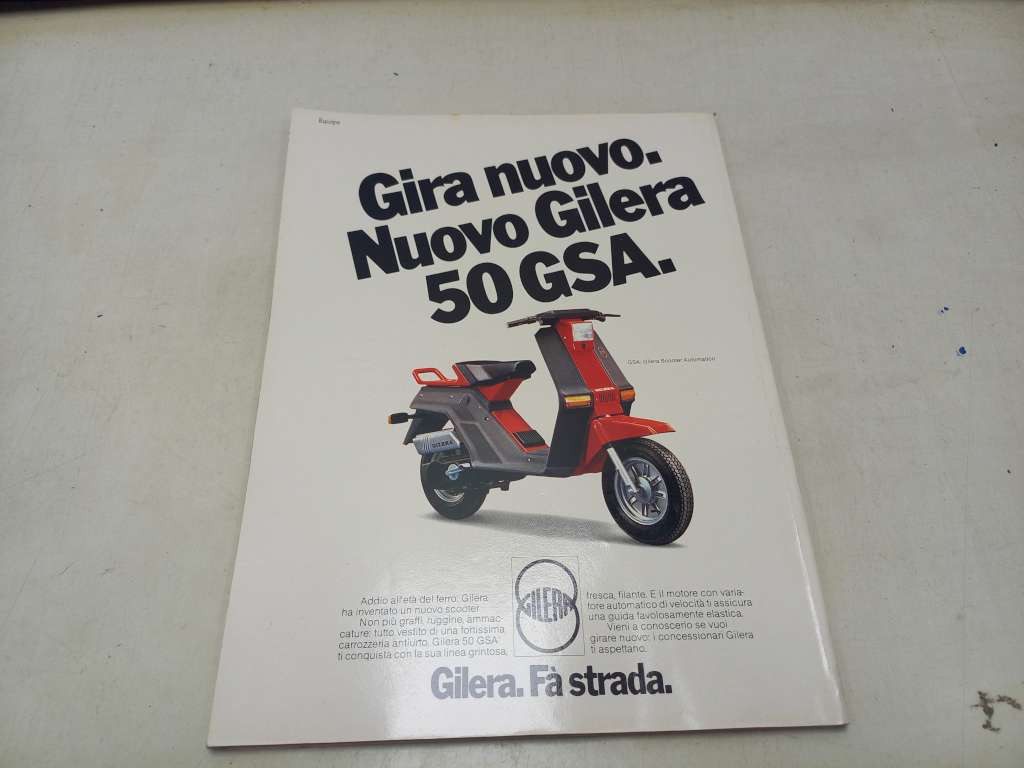 Equipe
Gira nuovo.
Nuovo Gilera
50 GSA.
GSA: Gilera Scooter Automation
GILERA
Addio all'età del ferro: Gilera
ha inventato un nuovo scooter.
Non più graffi, ruggine, ammac-
cature: tutto vestito di una fortissima
carrozzeria antiurto, Gilera 50 GSA
ti conquista con la sua linea grintosa,
GILERA
fresca, filante. E il motore con varia-
tore automatico di velocità ti assicura
una guida favolosamente elastica.
Vieni a conoscerlo se vuoi
girare nuovo: i concessionari Gilera
ti aspettano.
Gilera. Fà strada.